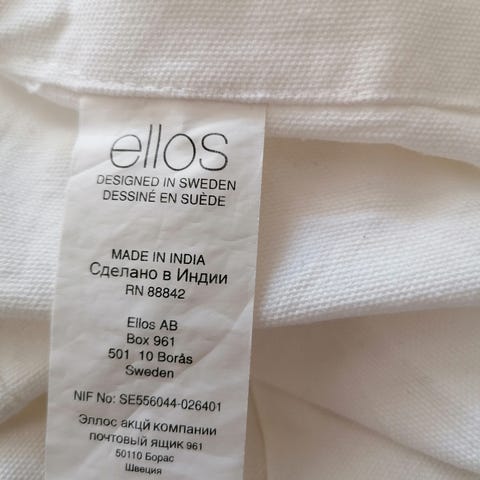 ellos
DESIGNED IN SWEDEN
DESSINÉ EN SUÈDE
MADE IN INDIA
Сделано в Индии
RN 88842
Ellos AB
Box 961
501 10 Borås
Sweden
NIF No: SE556044-026401
Эллос акцй компании
почтовый ящик 961
50110 Борас
Швеция